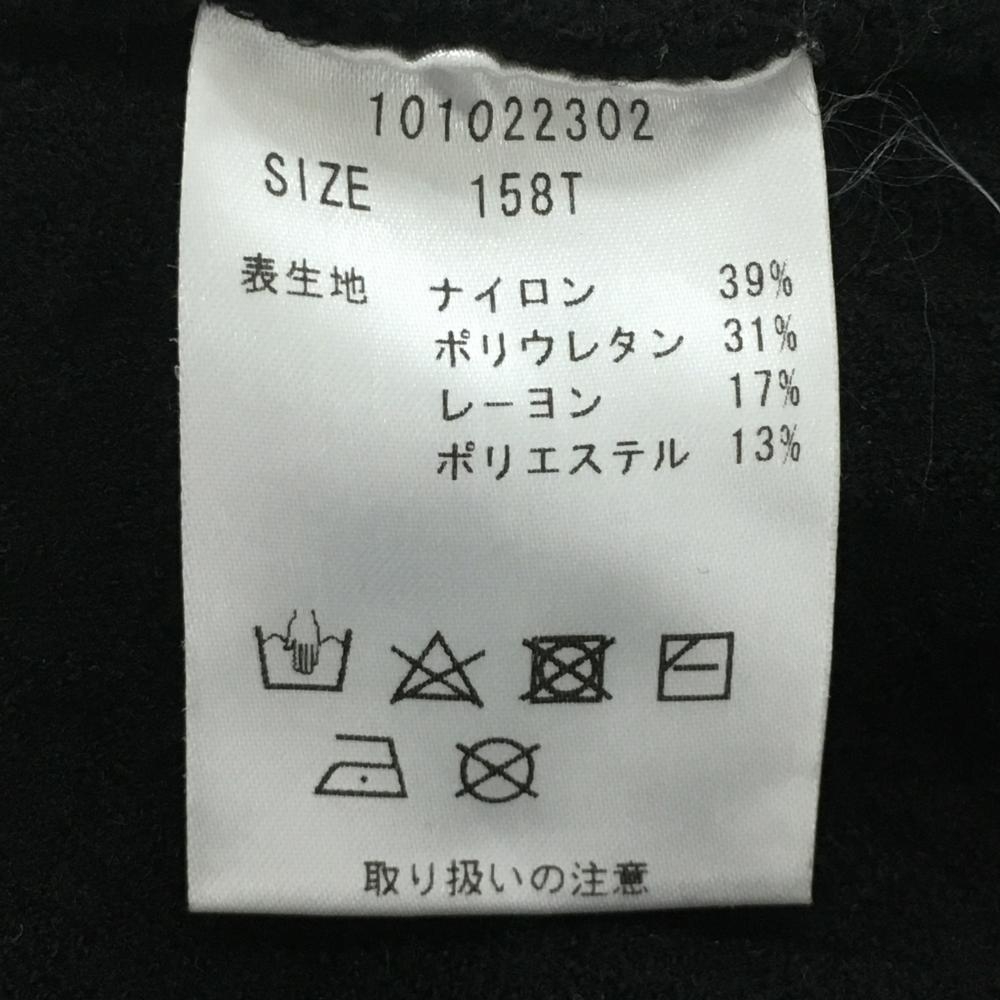 101022302
SIZE 158T
表生地 ナイロン 39%
ポリウレタン 31%
レーヨン 17%
ポリエステル 13%
取り扱いの注意